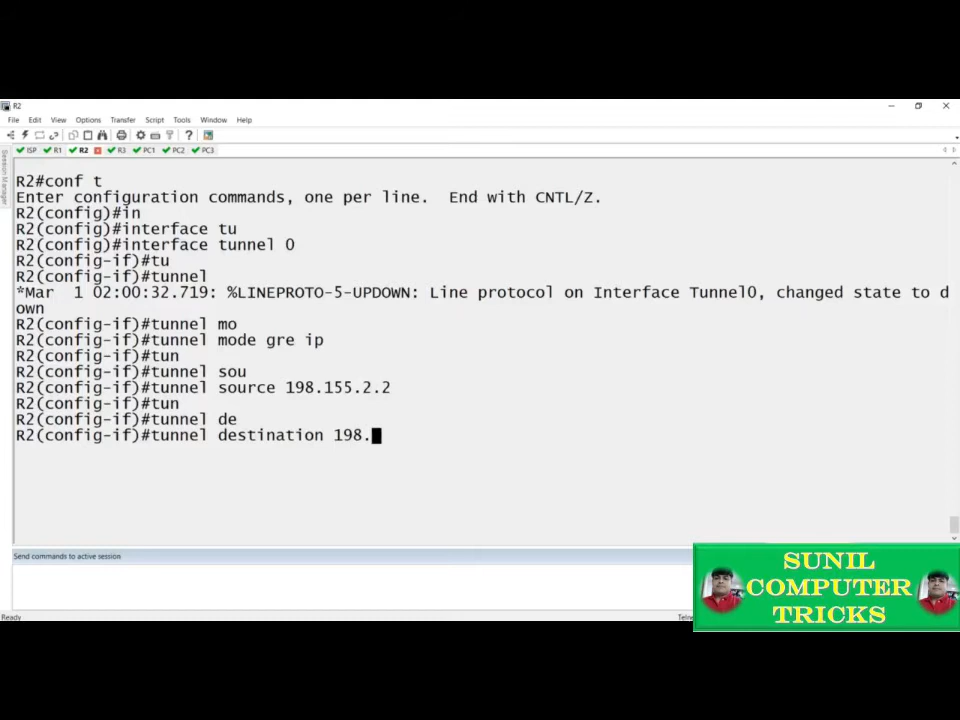 R2
File Edit View Options Transfer Script Tools Window Help
ISP R1 R2 R3 PC1 PC2 PC3
Session Manager
R2#conf t
Enter configuration commands, one per line.  End with CNTL/Z.
R2(config)#in
R2(config)#interface tu
R2(config)#interface tunnel 0
R2(config-if)#tu
R2(config-if)#tunnel
*Mar  1 02:00:32.719: %LINEPROTO-5-UPDOWN: Line protocol on Interface Tunnel0, changed state to d
own
R2(config-if)#tunnel mo
R2(config-if)#tunnel mode gre ip
R2(config-if)#tun
R2(config-if)#tunnel sou
R2(config-if)#tunnel source 198.155.2.2
R2(config-if)#tun
R2(config-if)#tunnel de
R2(config-if)#tunnel destination 198.
Send commands to active session
Ready
Telne
SUNIL
COMPUTER
TRICKS